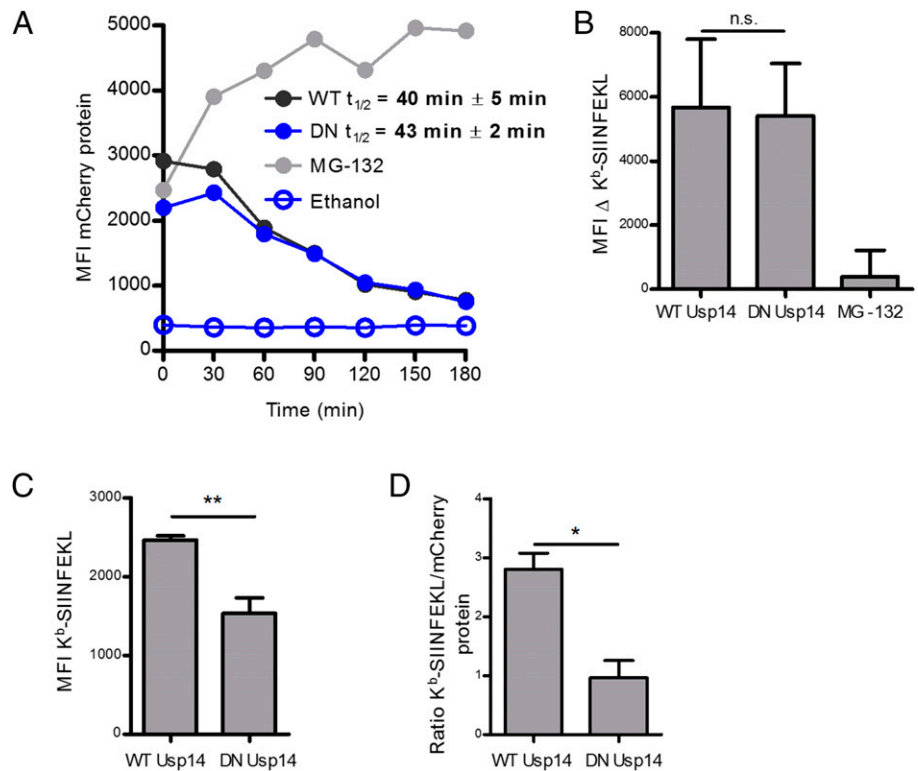 A
MFI mCherry protein
5000
4000
3000
2000
1000
0
WT t1/2 = 40 min ± 5 min
DN t1/2 = 43 min ± 2 min
MG-132
Ethanol
0 30 60 90 120 150 180
Time (min)
B
MFI Δ Kb-SIINFEKL
8000
6000
4000
2000
0
n.s.
WT Usp14 DN Usp14 MG -132
C
MFI Kb-SIINFEKL
3000
2000
1000
0
**
WT Usp14 DN Usp14
D
Ratio Kb-SIINFEKL/mCherry
protein
4
3
2
1
0
*
WT Usp14 DN Usp14